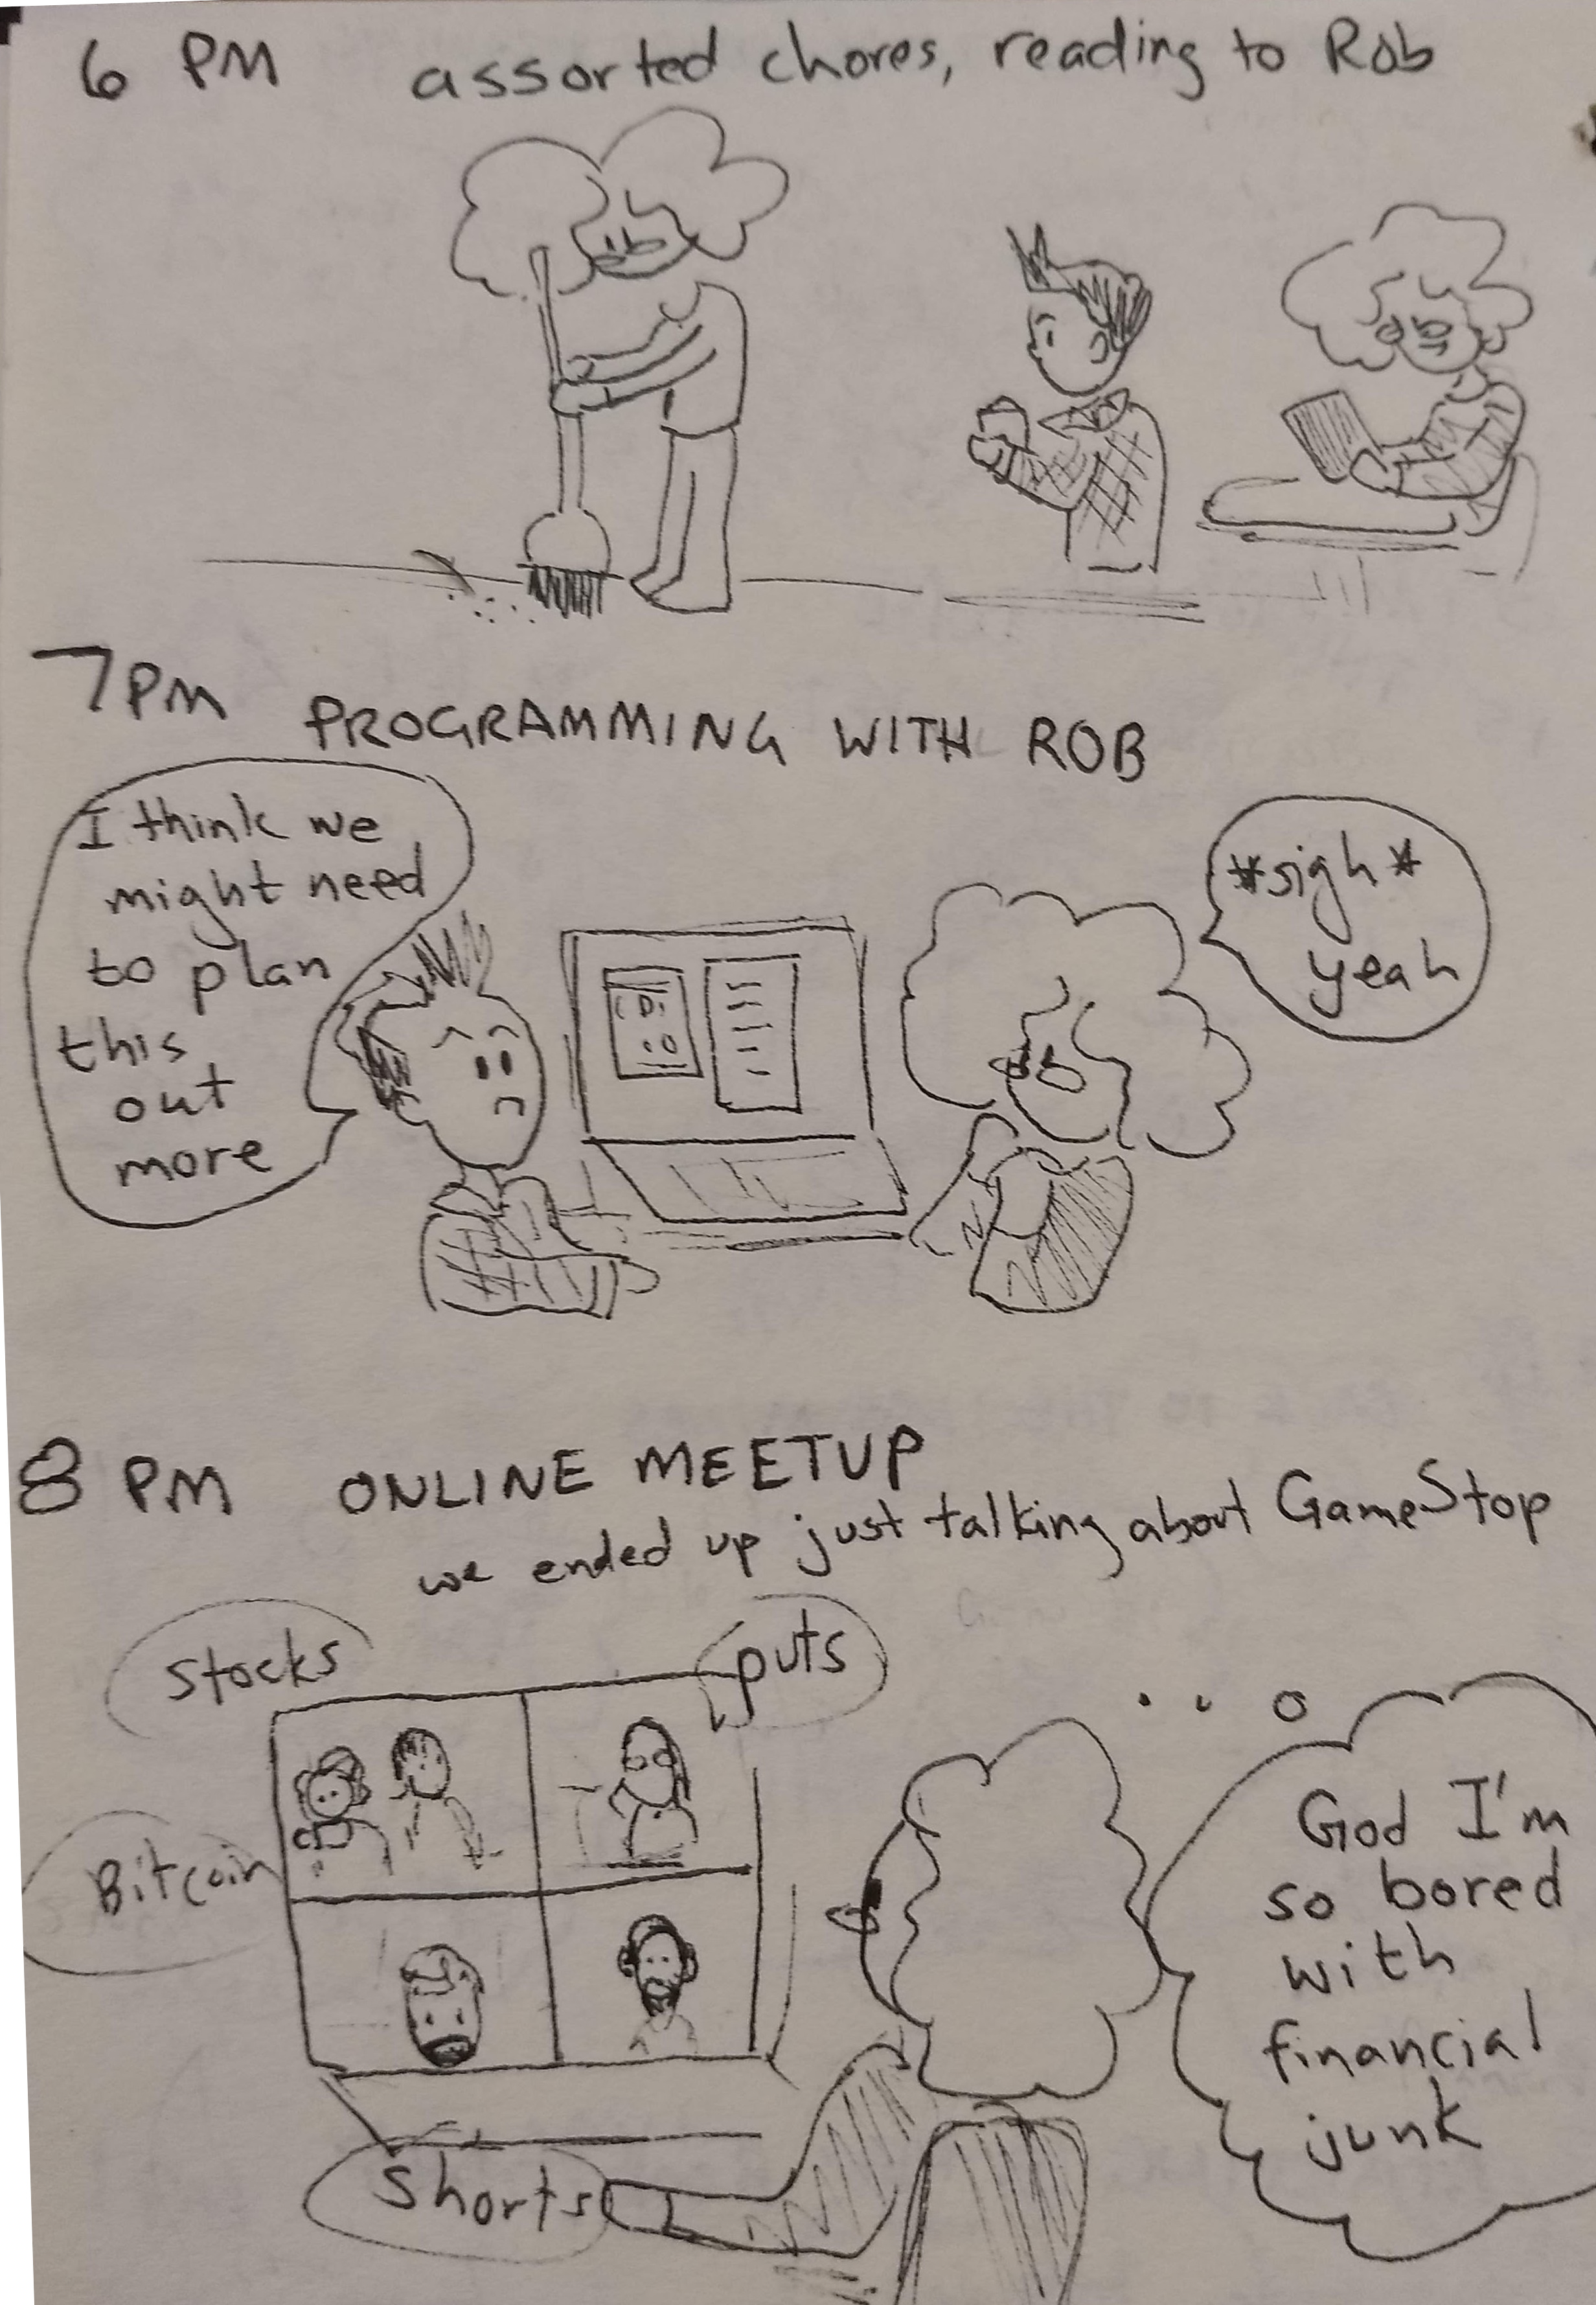 6 PM assorted chores, reading to Rob
7 PM PROGRAMMING WITH ROB
I think we
might need
to plan
this
out
more
*sigh*
yeah
8 PM ONLINE MEETUP
we ended up just talking about GameStop
stocks
puts
Bitcoin
shorts
God I'm
so bored
with
financial
junk